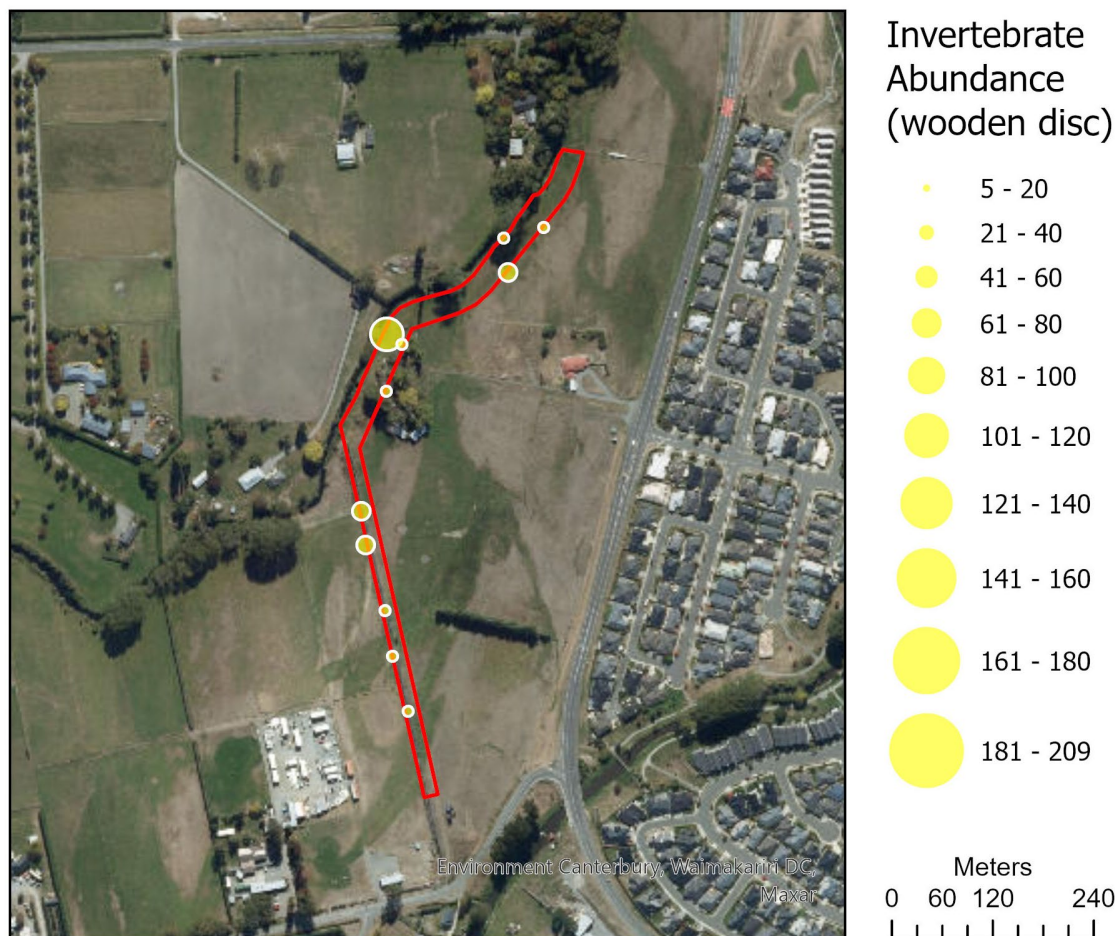 Invertebrate
Abundance
(wooden disc)
5 - 20
21 - 40
41 - 60
61 - 80
81 - 100
101 - 120
121 - 140
141 - 160
161 - 180
181 - 209
Environment Canterbury, Waimakariri DC,
Maxar
Meters
0 60 120 240